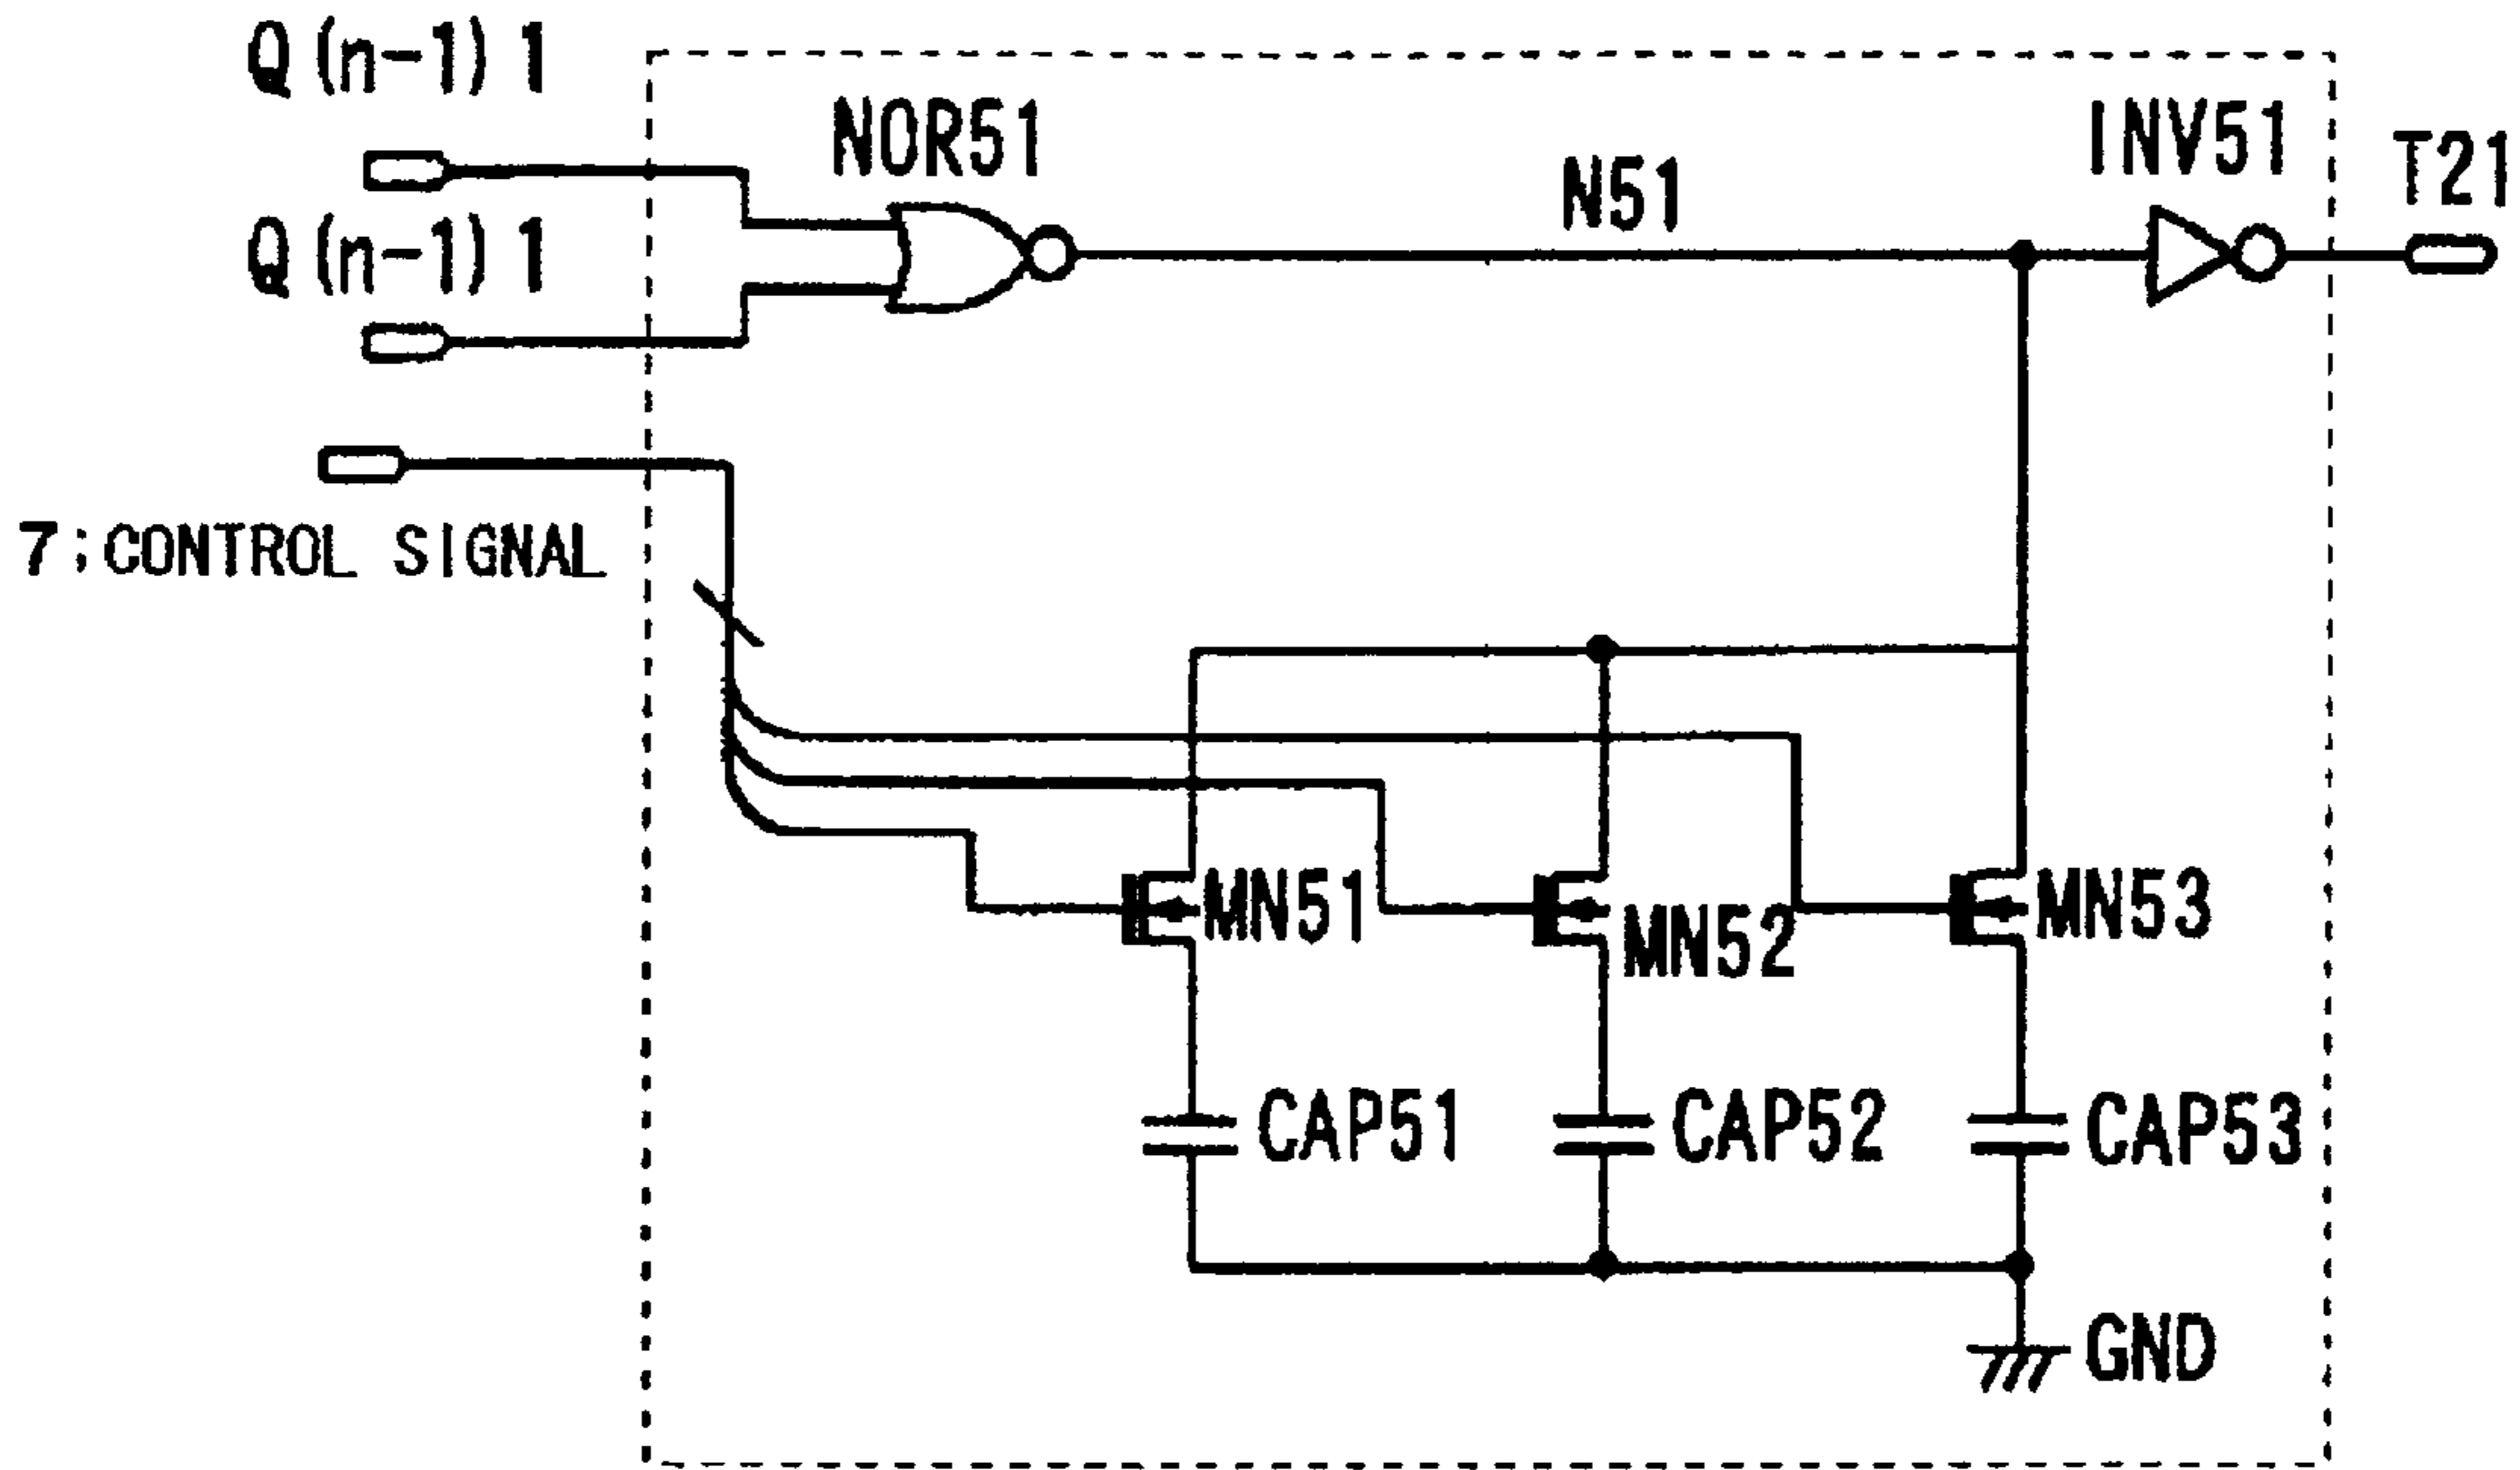 Q(n-1)1
NOR51
INV51
N51
T21
Q(n-1)1
7;CONTROL SIGNAL
MN51
MN52
MN53
CAP51
CAP52
CAP53
GND